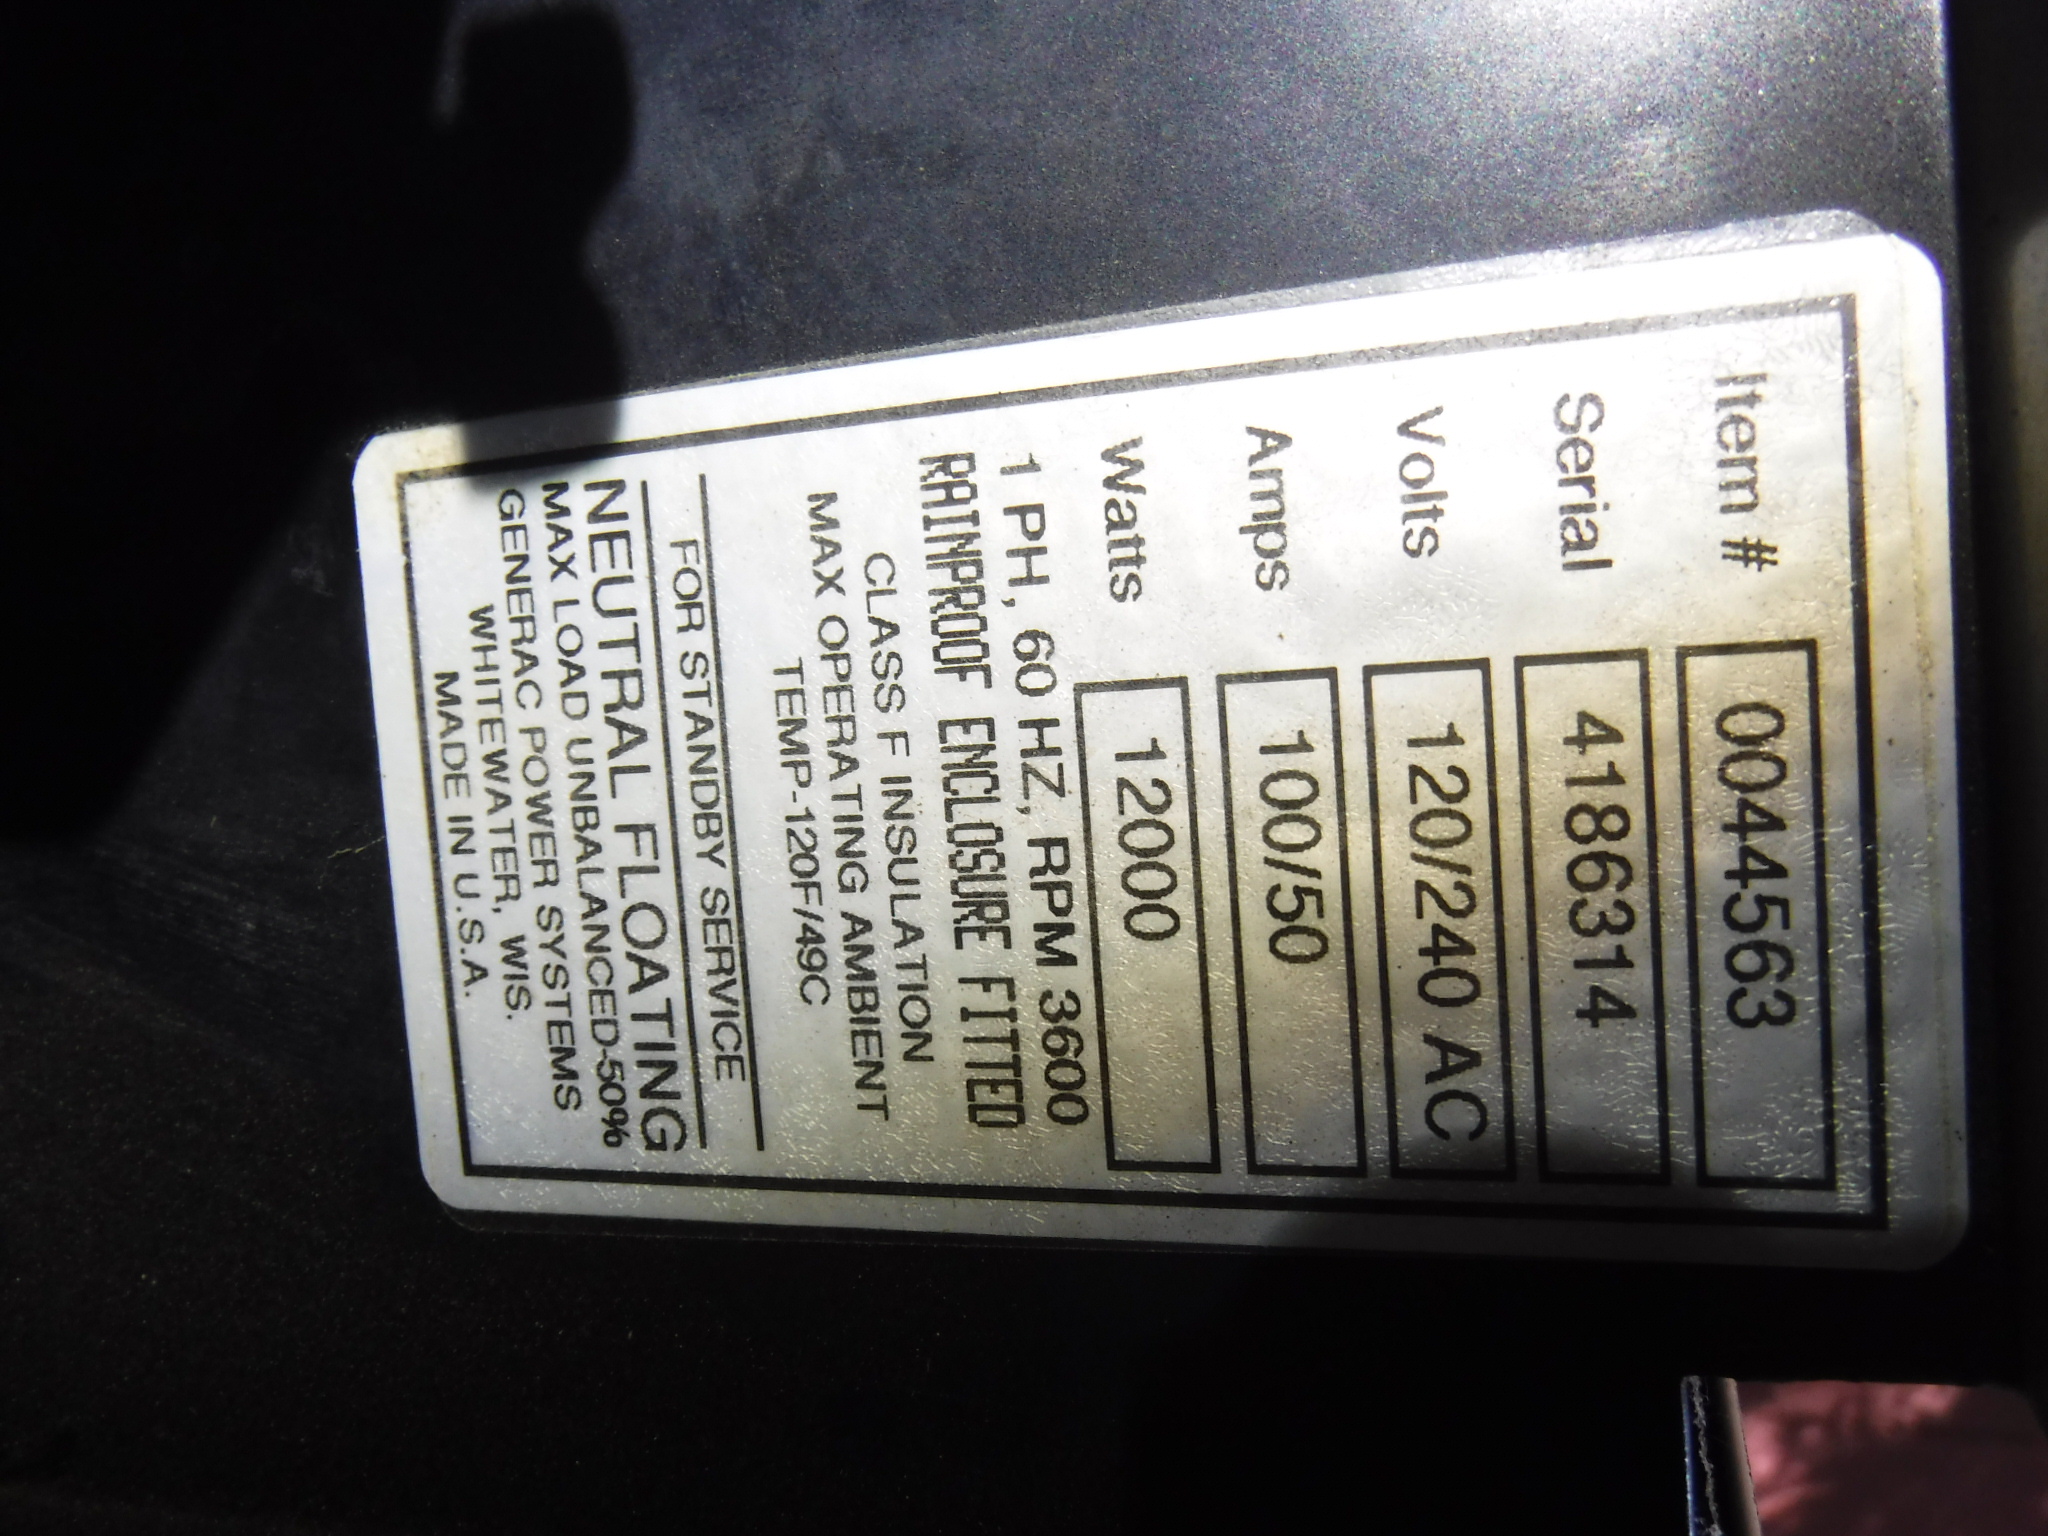 Item # 0044563
Serial 4186314
Volts 120/240 AC
Amps 100/50
Watts 12000
1 PH, 60 HZ, RPM 3600
RAINPROOF ENCLOSURE FITTED
CLASS F INSULATION
MAX OPERATING AMBIENT
TEMP-120F/49C
FOR STANDBY SERVICE
NEUTRAL FLOATING
MAX LOAD UNBALANCED-50%
GENERAC POWER SYSTEMS
WHITEWATER, WIS.
MADE IN U.S.A.